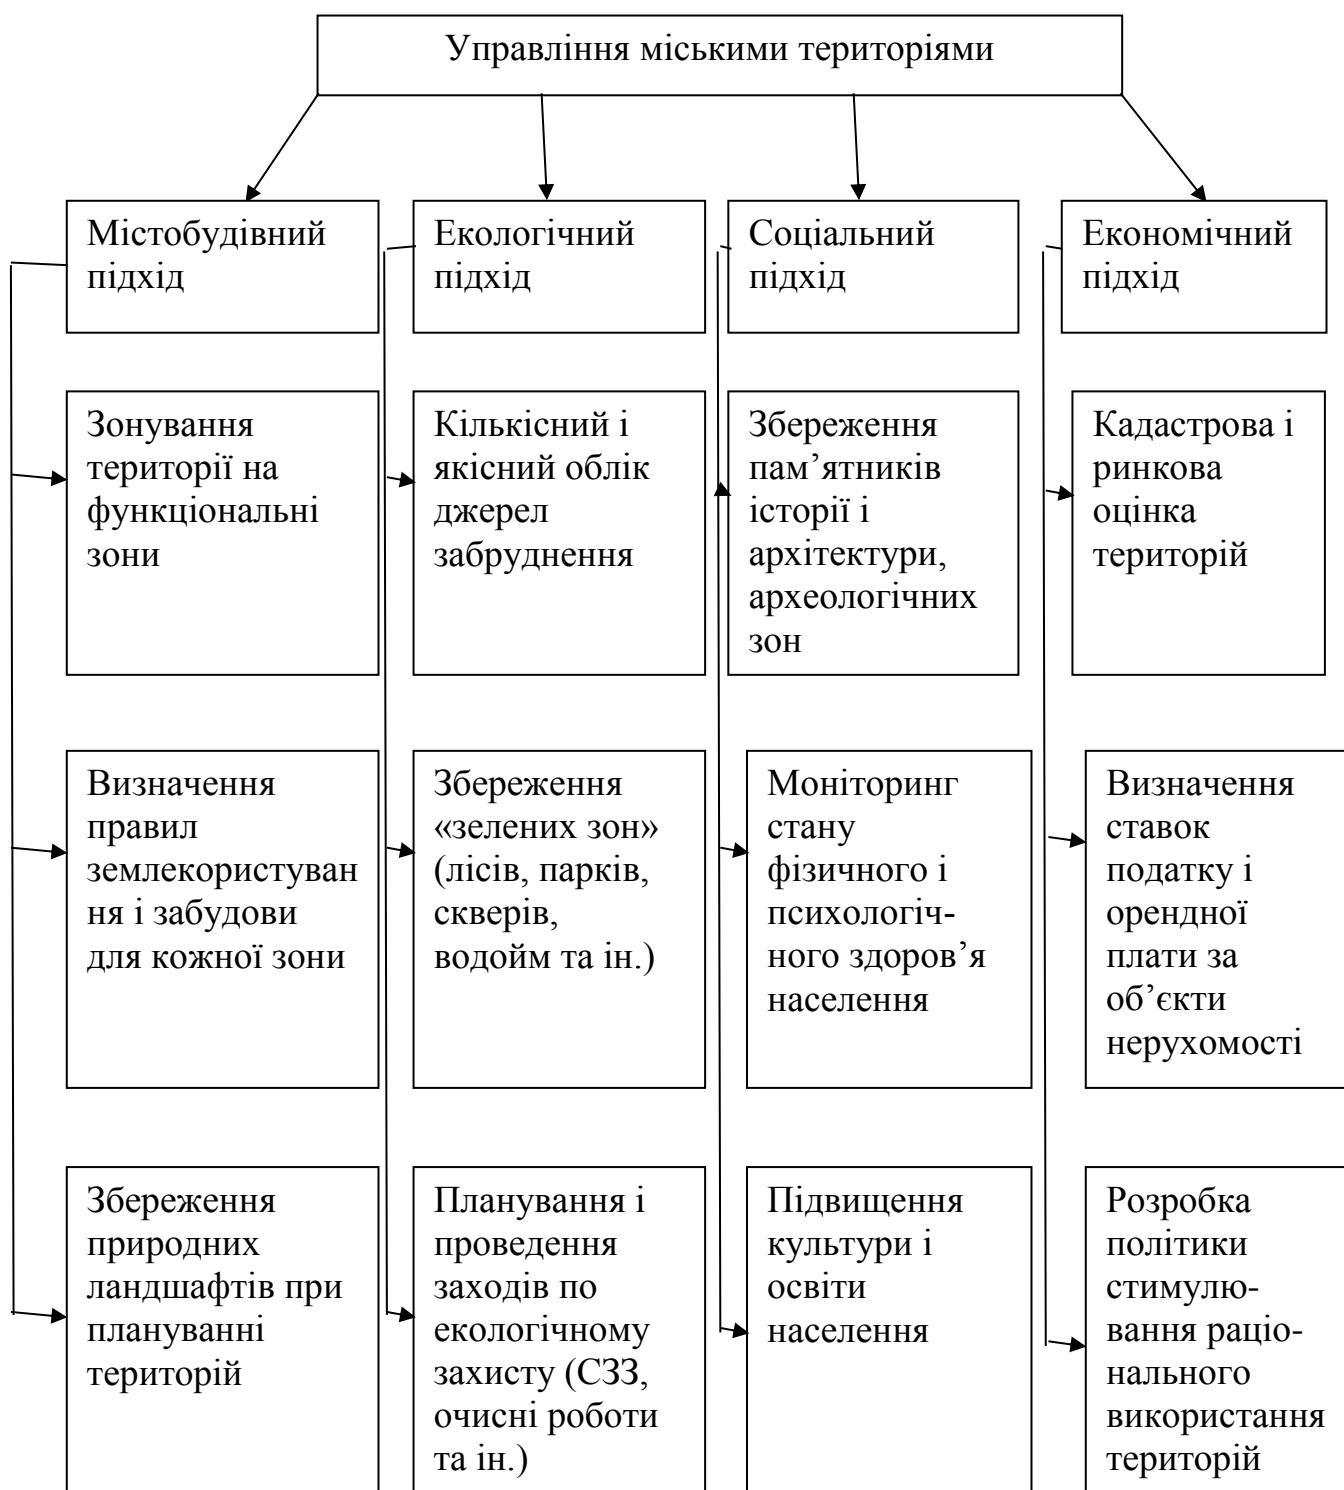 Управління міськими територіями
Містобудівний
підхід
Екологічний
підхід
Соціальний
підхід
Економічний
підхід
Зонування
території на
функціональні
зони
Кількісний і
якісний облік
джерел
забруднення
Збереження
пам’ятників
історії і
архітектури,
археологічних
зон
Кадастрова і
ринкова
оцінка
територій
Визначення
правил
землекористуван
ня і забудови
для кожної зони
Збереження
«зелених зон»
(лісів, парків,
скверів,
водойм та ін.)
Моніторинг
стану
фізичного і
психологіч-
ного здоров’я
населення
Визначення
ставок
податку і
орендної
плати за
об’єкти
нерухомості
Збереження
природних
ландшафтів при
плануванні
територій
Планування і
проведення
заходів по
екологічному
захисту (СЗЗ,
очисні роботи
та ін.)
Підвищення
культури і
освіти
населення
Розробка
політики
стимулю-
вання раціо-
нального
використання
територій